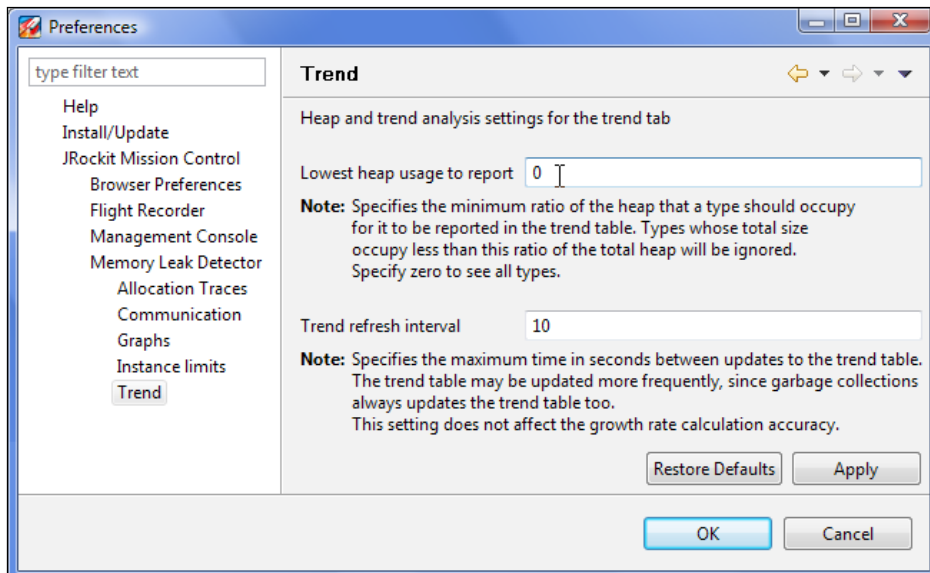 Preferences
type filter text
Help
Install/Update
JRockit Mission Control
Browser Preferences
Flight Recorder
Management Console
Memory Leak Detector
Allocation Traces
Communication
Graphs
Instance limits
Trend
Trend
Heap and trend analysis settings for the trend tab
Lowest heap usage to report 0
Note: Specifies the minimum ratio of the heap that a type should occupy
for it to be reported in the trend table. Types whose total size
occupy less than this ratio of the total heap will be ignored.
Specify zero to see all types.
Trend refresh interval 10
Note: Specifies the maximum time in seconds between updates to the trend table.
The trend table may be updated more frequently, since garbage collections
always updates the trend table too.
This setting does not affect the growth rate calculation accuracy.
Restore Defaults Apply
OK Cancel